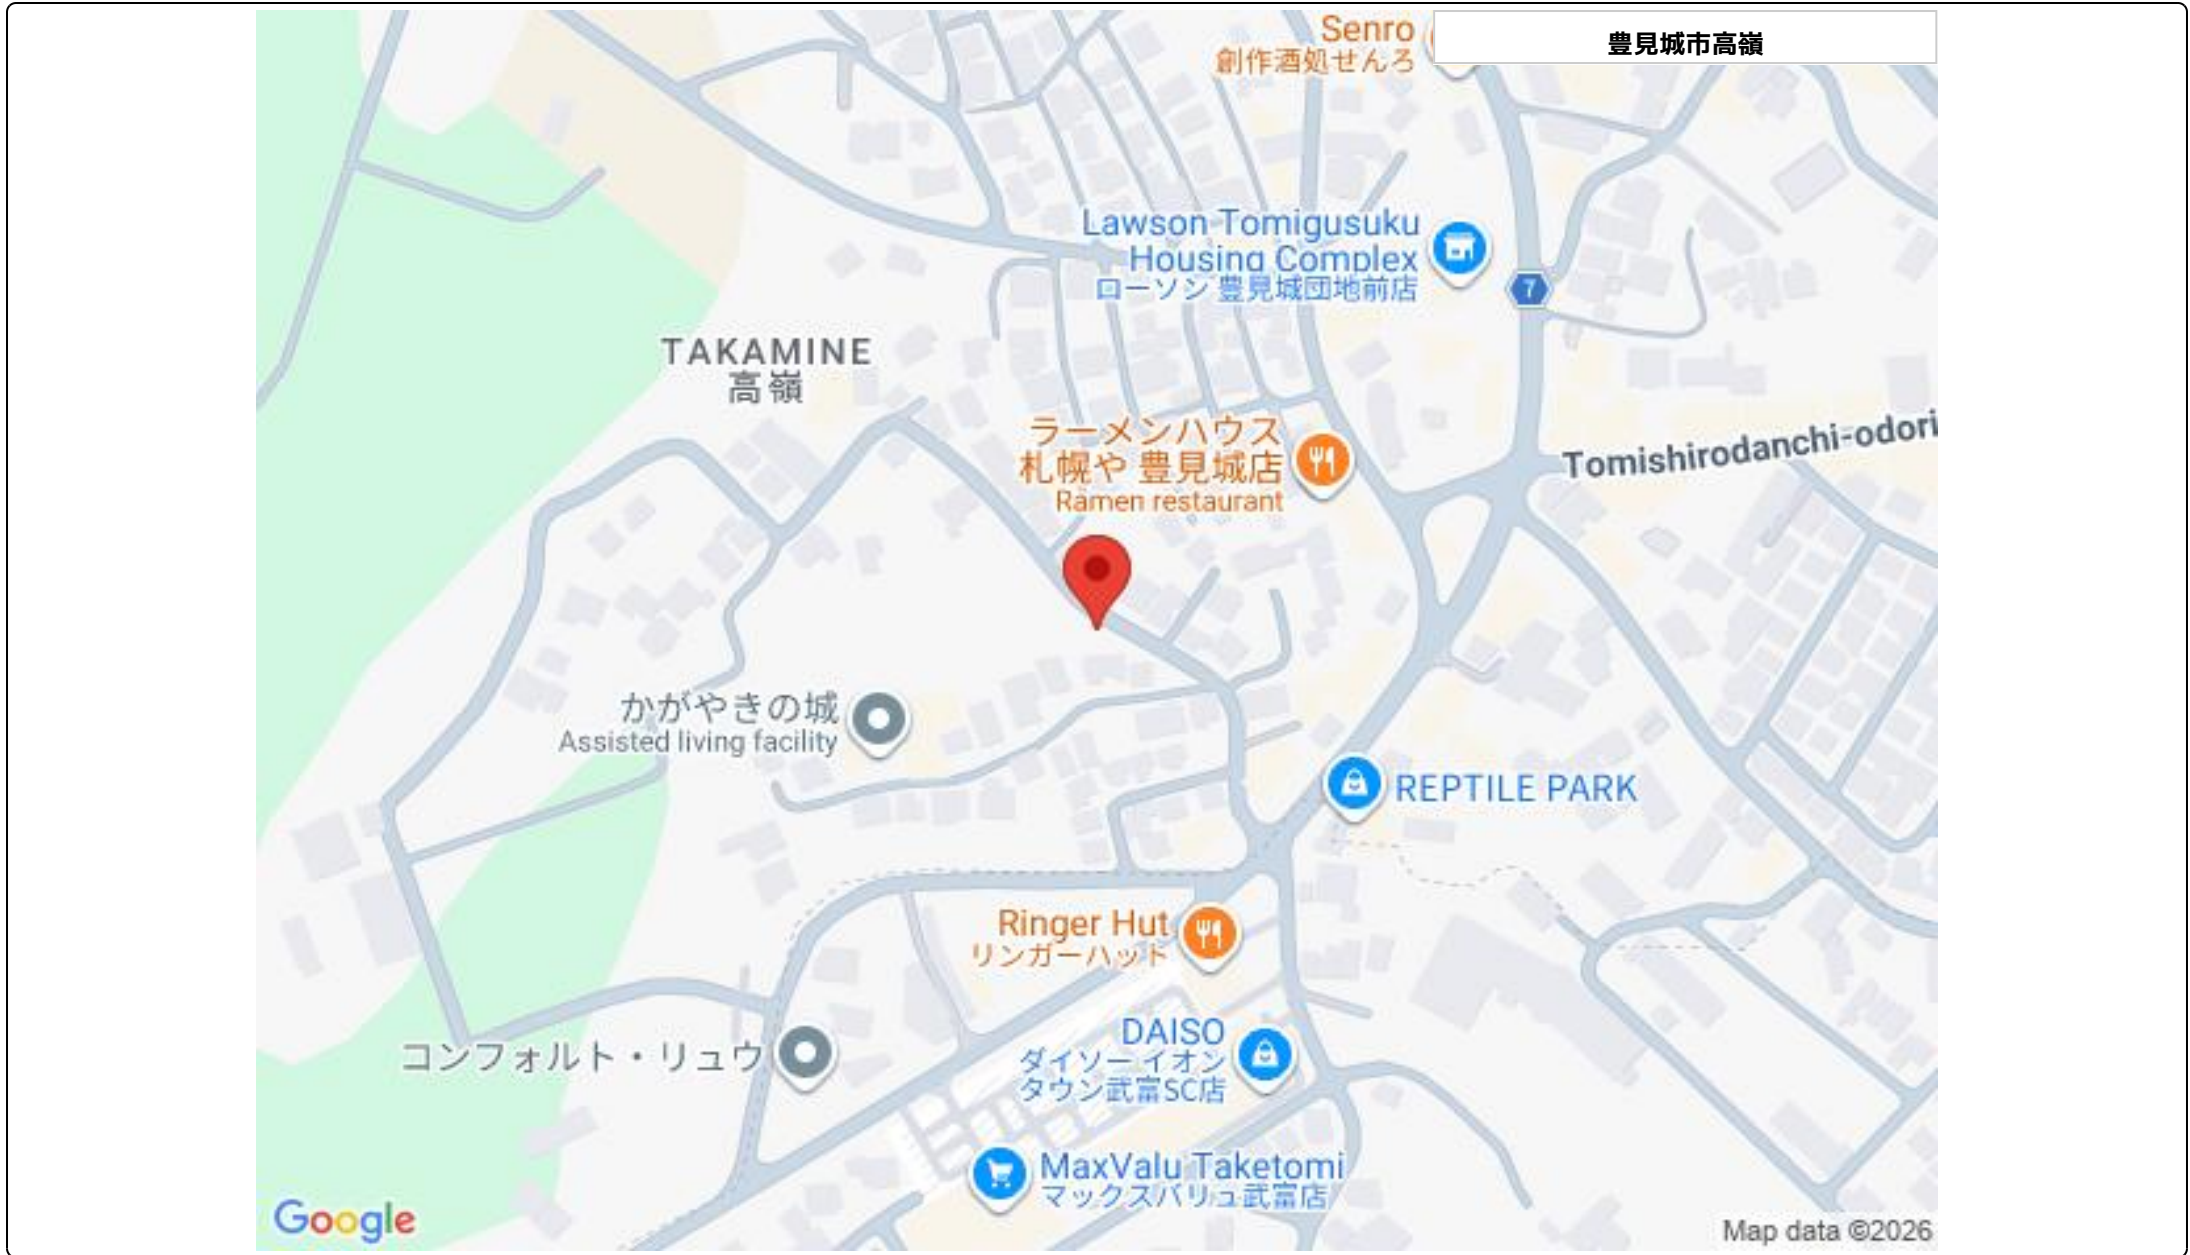 Senro
創作酒処せんろ
豊見城市高嶺
Lawson Tomigusuku
Housing Complex
ローソン 豊見城団地前店
7
TAKAMINE
高嶺
ラーメンハウス
札幌や 豊見城店
Ramen restaurant
Tomishirodanchi-odori
かがやきの城
Assisted living facility
REPTILE PARK
Ringer Hut
リンガーハット
コンフォルト・リュウ
DAISO
ダイソー イオン
タウン武富SC店
MaxValu Taketomi
マックスバリュ武富店
Google
Map data ©2026